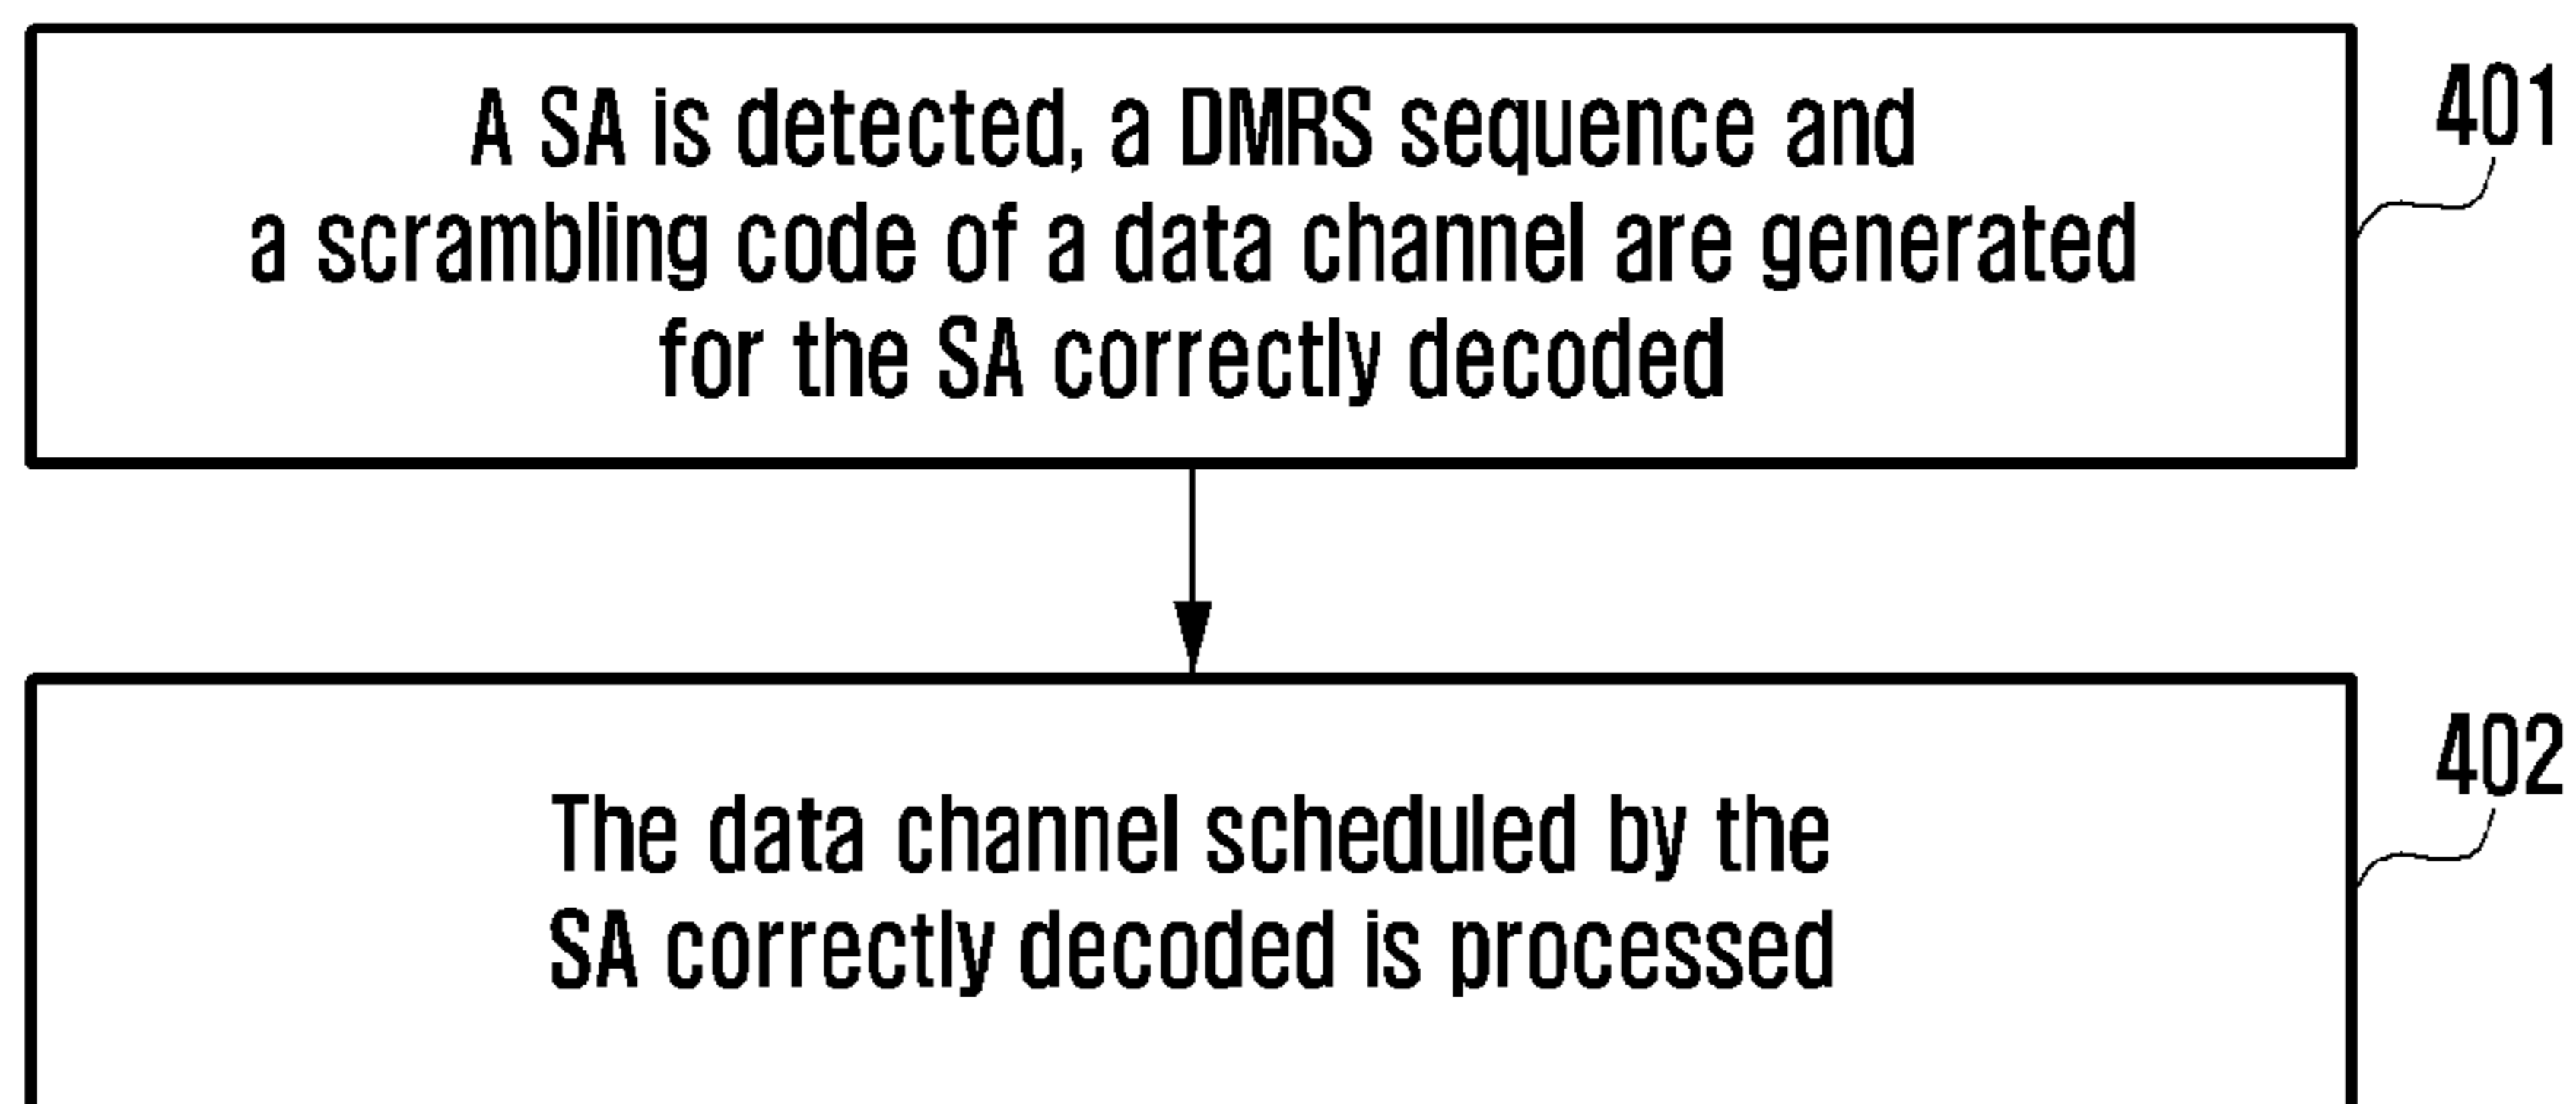 A SA is detected, a DMRS sequence and
a scrambling code of a data channel are generated
for the SA correctly decoded
401
The data channel scheduled by the
SA correctly decoded is processed
402